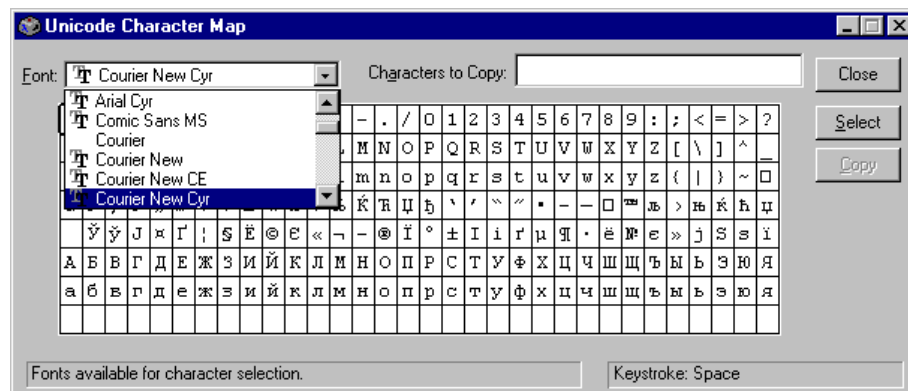 Unicode Character Map
Font: Courier New Cyr Characters to Copy: Close
Arial Cyr
Comic Sans MS
Courier
Courier New
Courier New CE
Courier New Cyr
- . / 0 1 2 3 4 5 6 7 8 9 : ; < = > ?
Select
M N O P Q R S T U V W X Y Z [ \ ] ^ _
Copy
m n o p q r s t u v w x y z { | } ~ □
Ќ Ћ Џ ђ ‘ ’ “ ” • – — □ ™ љ › њ ќ ћ џ
Ў ў Ј ¤ Ґ ¦ § Ё © Є « ¬ - ® Ї ° ± І і ґ µ ¶ · ё № є » ј Ѕ ѕ ї
А Б В Г Д Е Ж З И Й К Л М Н О П Р С Т У Ф Х Ц Ч Ш Щ Ъ Ы Ь Э Ю Я
а б в г д е ж з и й к л м н о п р с т у ф х ц ч ш щ ъ ы ь э ю я
Fonts available for character selection. Keystroke: Space